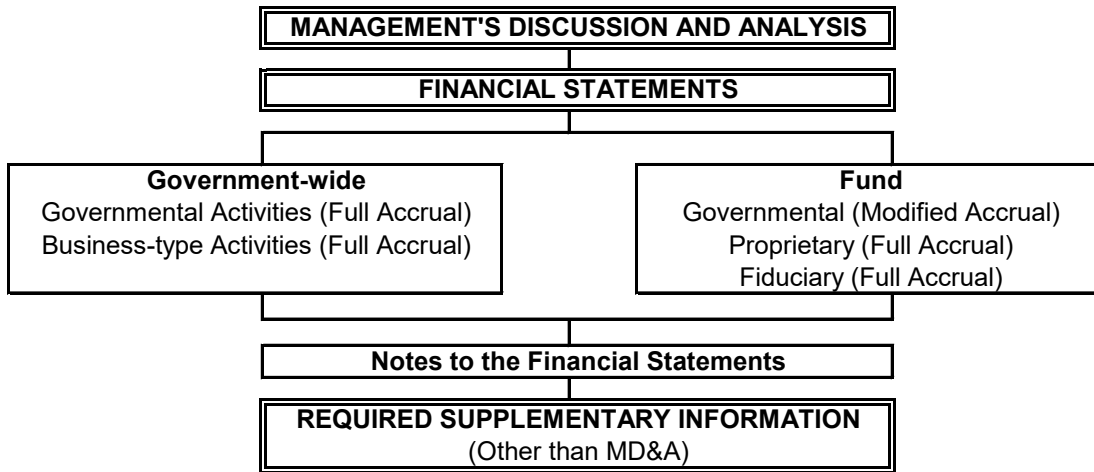 MANAGEMENT'S DISCUSSION AND ANALYSIS
FINANCIAL STATEMENTS
Government-wide
Governmental Activities (Full Accrual)
Business-type Activities (Full Accrual)
Fund
Governmental (Modified Accrual)
Proprietary (Full Accrual)
Fiduciary (Full Accrual)
Notes to the Financial Statements
REQUIRED SUPPLEMENTARY INFORMATION
(Other than MD&A)